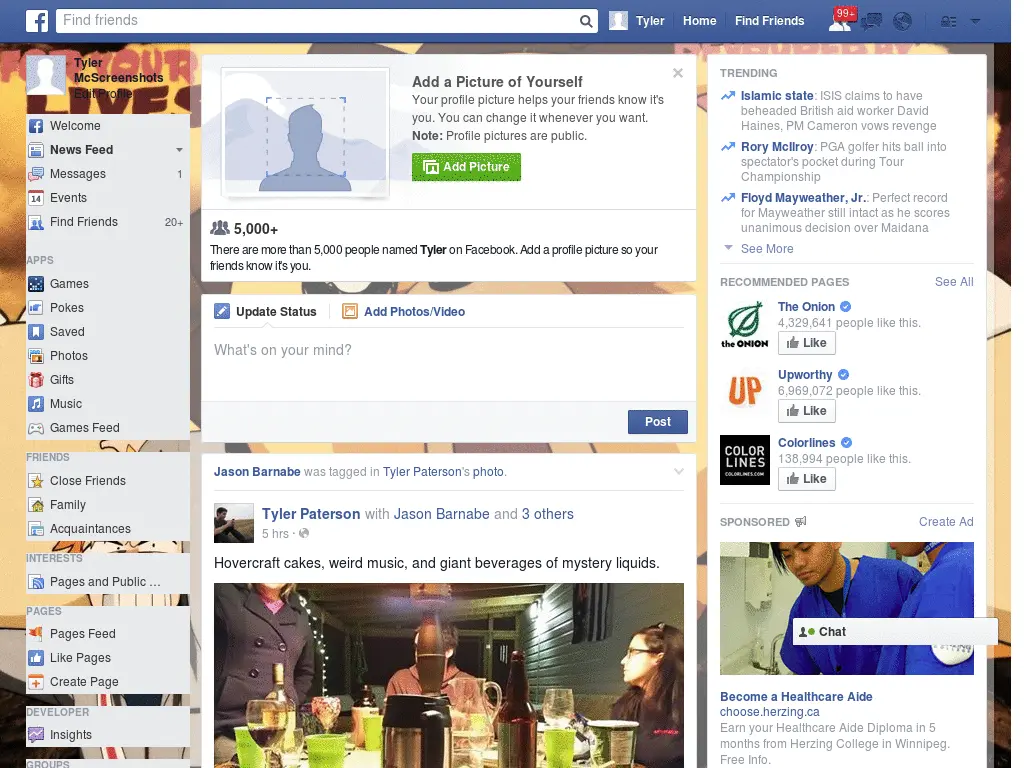 Find friends
Tyler
Home
Find Friends
99+
Tyler
McScreenshots
Edit Profile
Welcome
News Feed
Messages 1
14 Events
Find Friends 20+
APPS
Games
Pokes
Saved
Photos
Gifts
Music
Games Feed
FRIENDS
Close Friends
Family
Acquaintances
INTERESTS
Pages and Public ...
PAGES
Pages Feed
Like Pages
Create Page
DEVELOPER
Insights
GROUPS
Add a Picture of Yourself
Your profile picture helps your friends know it's
you. You can change it whenever you want.
Note: Profile pictures are public.
Add Picture
5,000+
There are more than 5,000 people named Tyler on Facebook. Add a profile picture so your
friends know it's you.
Update Status
Add Photos/Video
What's on your mind?
Post
Jason Barnabe was tagged in Tyler Paterson's photo.
Tyler Paterson with Jason Barnabe and 3 others
5 hrs ·
Hovercraft cakes, weird music, and giant beverages of mystery liquids.
TRENDING
Islamic state: ISIS claims to have
beheaded British aid worker David
Haines, PM Cameron vows revenge
Rory McIlroy: PGA golfer hits ball into
spectator's pocket during Tour
Championship
Floyd Mayweather, Jr.: Perfect record
for Mayweather still intact as he scores
unanimous decision over Maidana
See More
RECOMMENDED PAGES See All
the ONION
The Onion
4,329,641 people like this.
Like
UP
Upworthy
6,969,072 people like this.
Like
COLOR
LINES
COLORLINES.COM
Colorlines
138,994 people like this.
Like
SPONSORED Create Ad
Chat
Become a Healthcare Aide
choose.herzing.ca
Earn your Healthcare Aide Diploma in 5
months from Herzing College in Winnipeg.
Free Info.